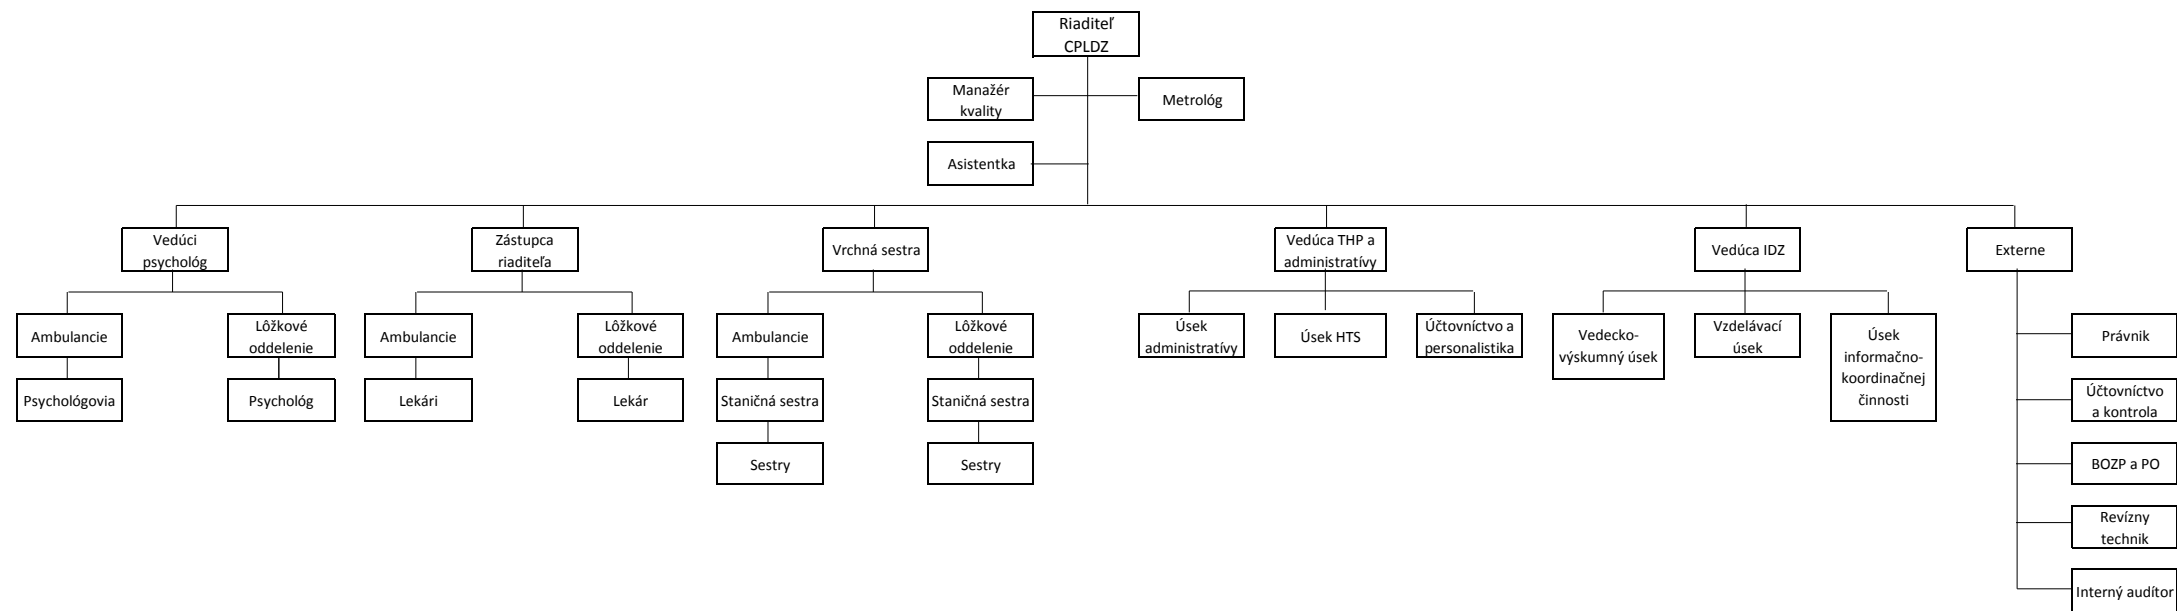 Riaditeľ
CPLDZ
Manažér
kvality
Metrológ
Asistentka
Vedúci
psychológ
Zástupca
riaditeľa
Vrchná sestra
Vedúca THP a
administratívy
Vedúca IDZ
Externe
Ambulancie
Lôžkové
oddelenie
Ambulancie
Lôžkové
oddelenie
Ambulancie
Lôžkové
oddelenie
Úsek
administratívy
Úsek HTS
Účtovníctvo a
personalistika
Vedecko-
výskumný úsek
Vzdelávací
úsek
Úsek
informačno-
koordinačnej
činnosti
Právnik
Psychológovia
Psychológ
Lekári
Lekár
Staničná sestra
Staničná sestra
Účtovníctvo
a kontrola
Sestry
Sestry
BOZP a PO
Revízny
technik
Interný audítor